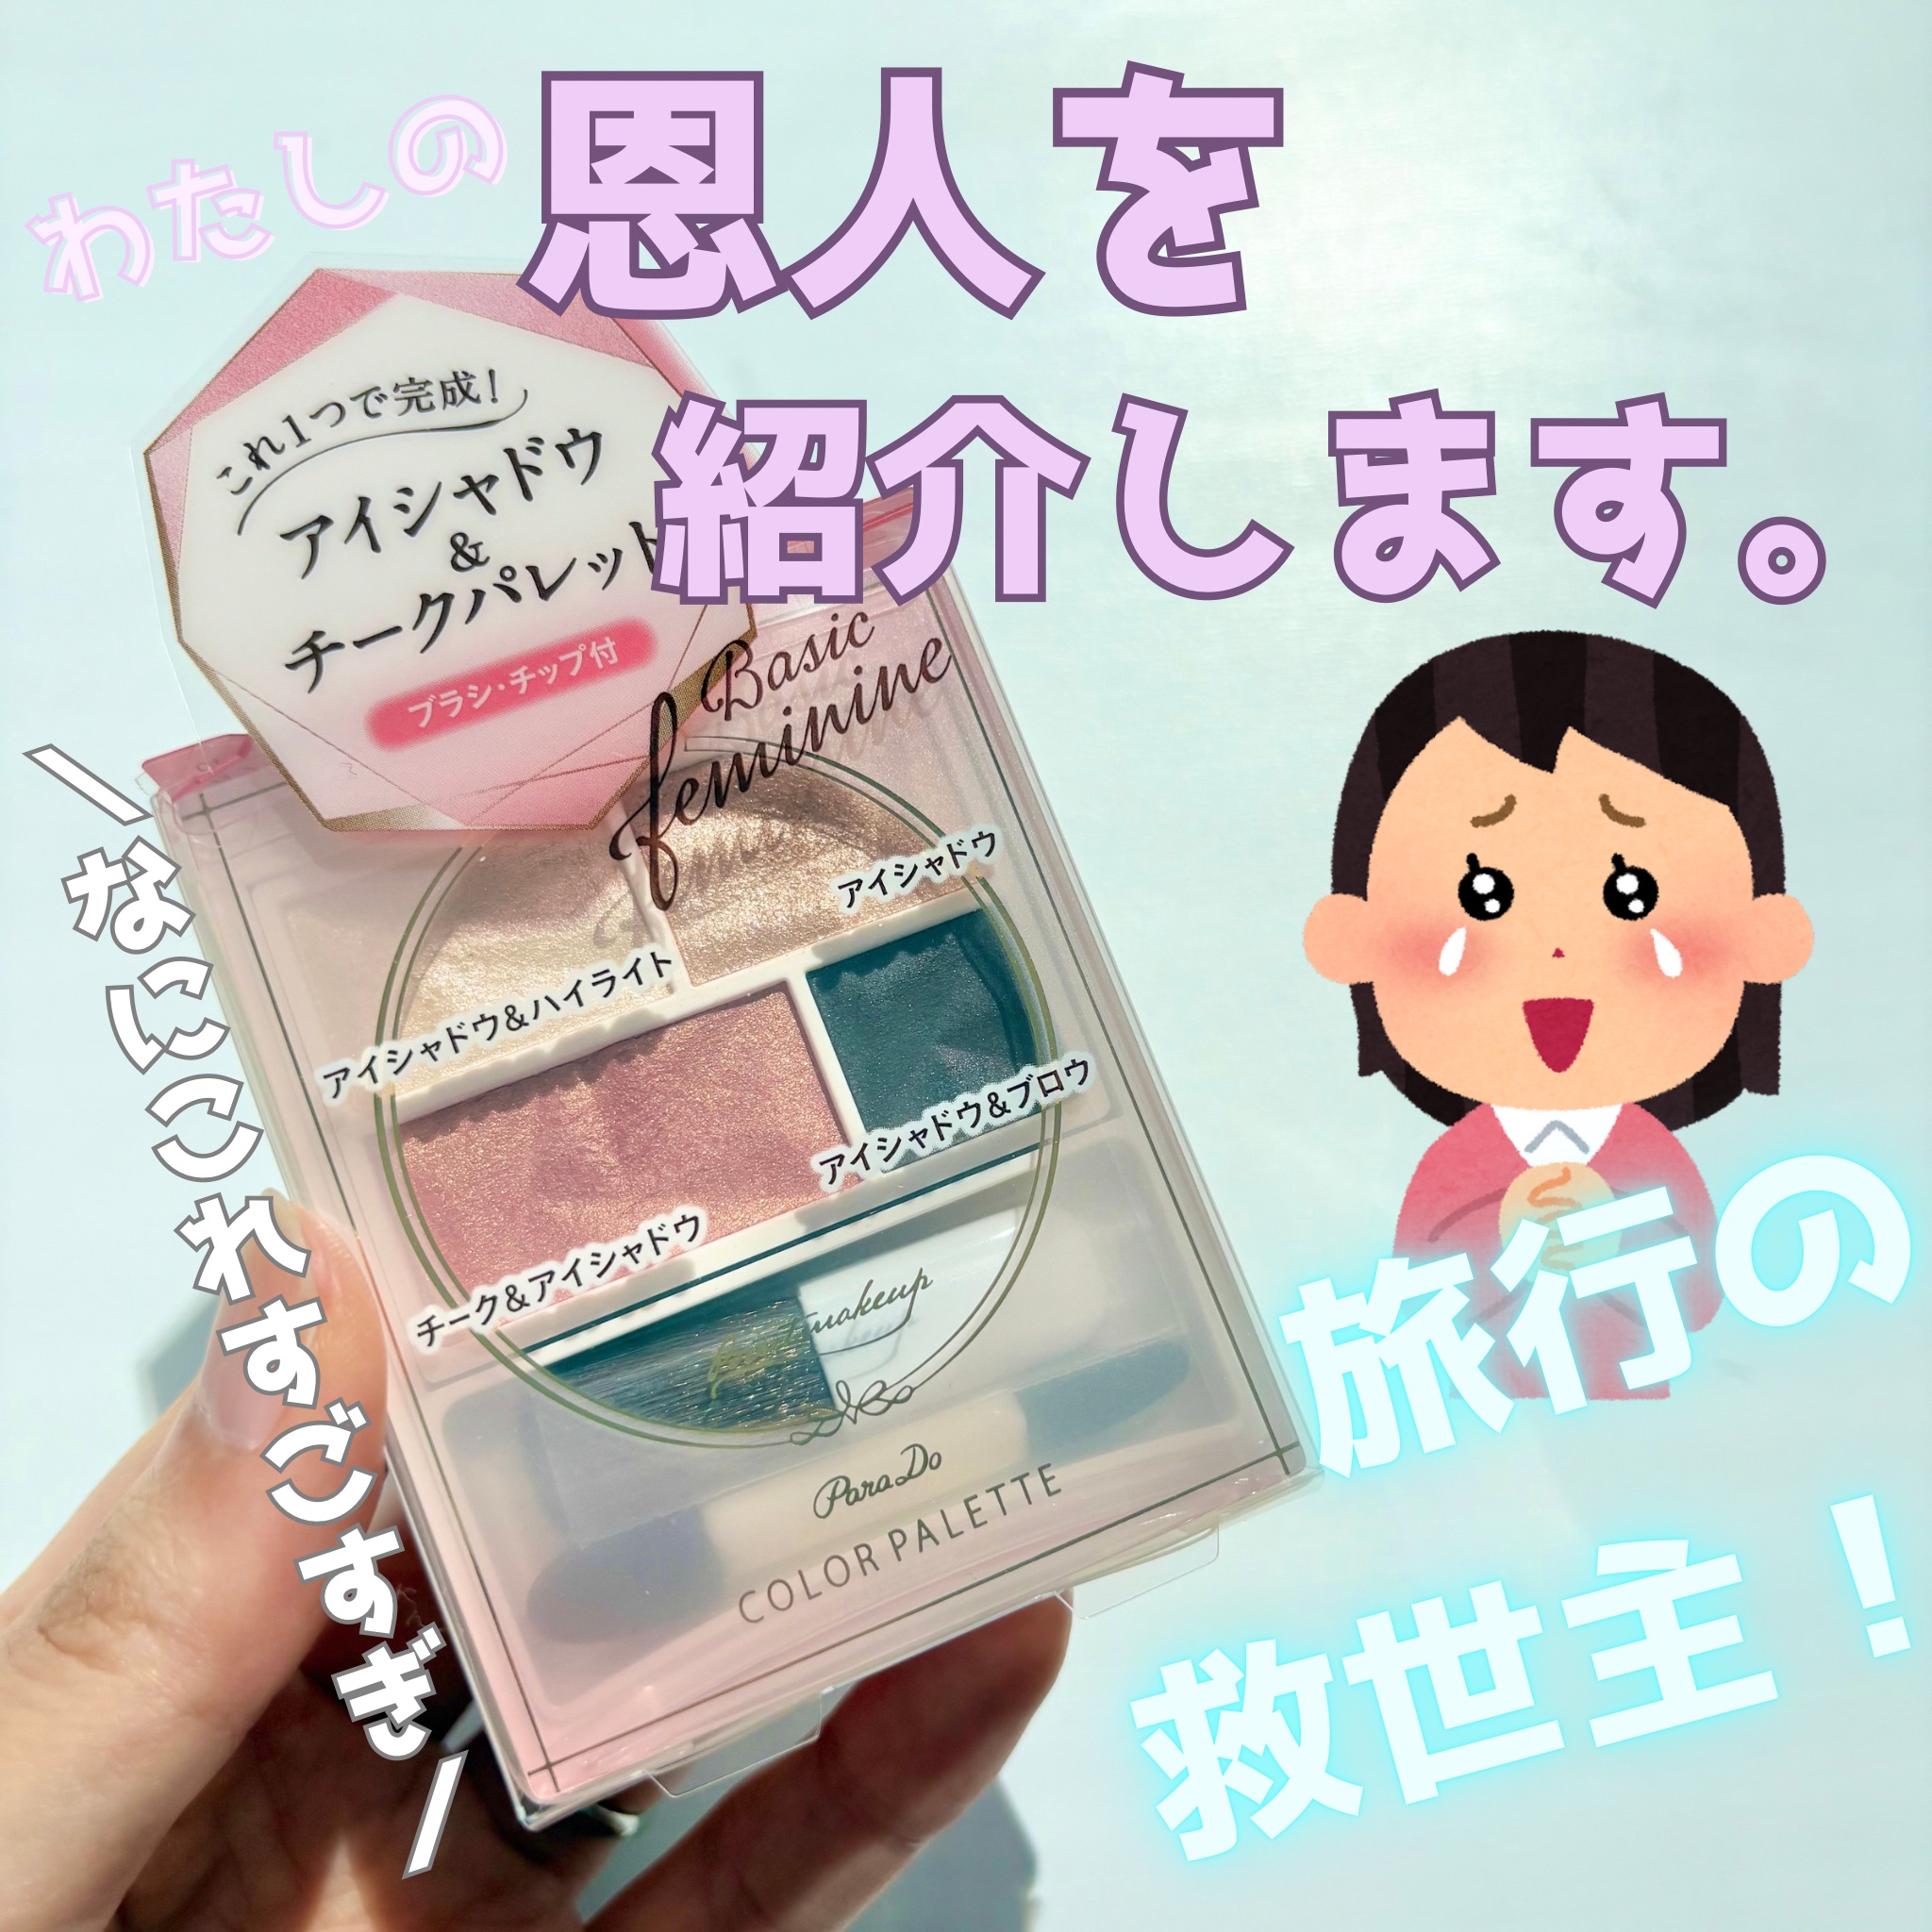 わたしの
恩人を
紹介します。
これ1つで完成!
アイシャドウ
&
チークパレット
ブラシ・チップ付
Basic
feminine
アイシャドウ
アイシャドウ&ハイライト
アイシャドウ&ブロウ
チーク&アイシャドウ
pointmakeup
ParaDo
COLOR PALETTE
\なにこれすごすぎ/
旅行の
救世主！